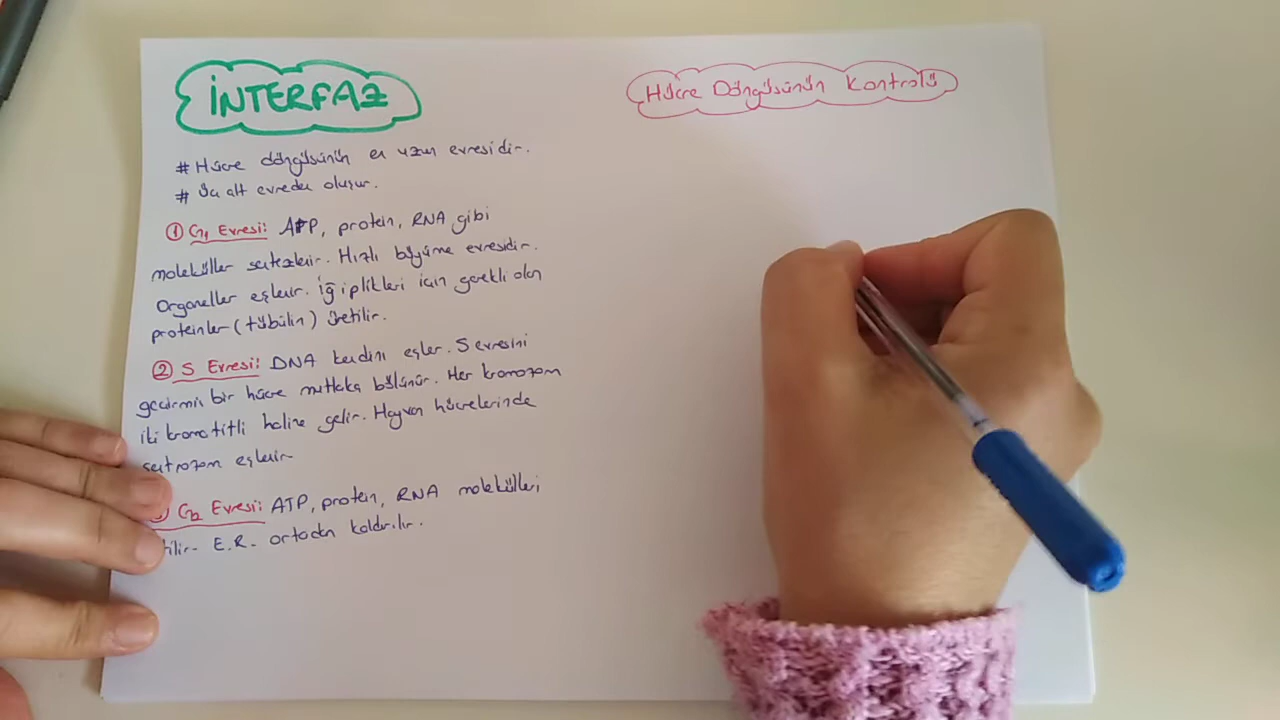 İNTERFAZ
# Hücre döngüsünün en uzun evresidir.
# Üç alt evreden oluşur.
① G₁ Evresi: ATP, protein, RNA gibi
moleküller sentezlenir. Hızlı büyüme evresidir.
Organeller eşlenir. İğ iplikleri için gerekli olan
proteinler (tübülin) üretilir.
② S Evresi: DNA kendini eşler. S evresini
geçirmiş bir hücre mutlaka bölünür. Her kromozom
iki kromatitli haline gelir. Hayvan hücrelerinde
sentrozom eşlenir
G₂ Evresi: ATP, protein, RNA molekülleri
E.R. ortadan kaldırılır.
Hücre Döngüsünün Kontrolü